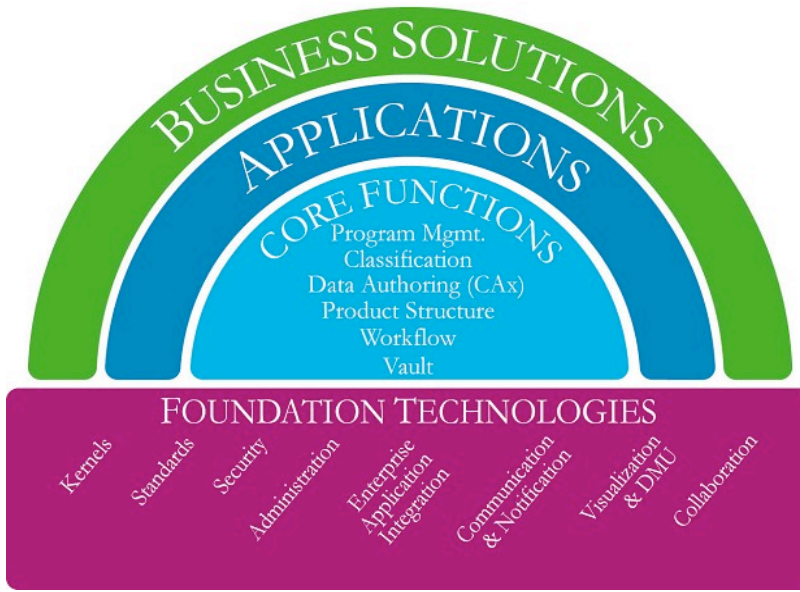 BUSINESS SOLUTIONS
APPLICATIONS
CORE FUNCTIONS
Program Mgmt.
Classification
Data Authoring (CAx)
Product Structure
Workflow
Vault
FOUNDATION TECHNOLOGIES
Kernels
Standards
Security
Administration
Enterprise
Application
Integration
Communication
& Notification
Visualization
& DMU
Collaboration